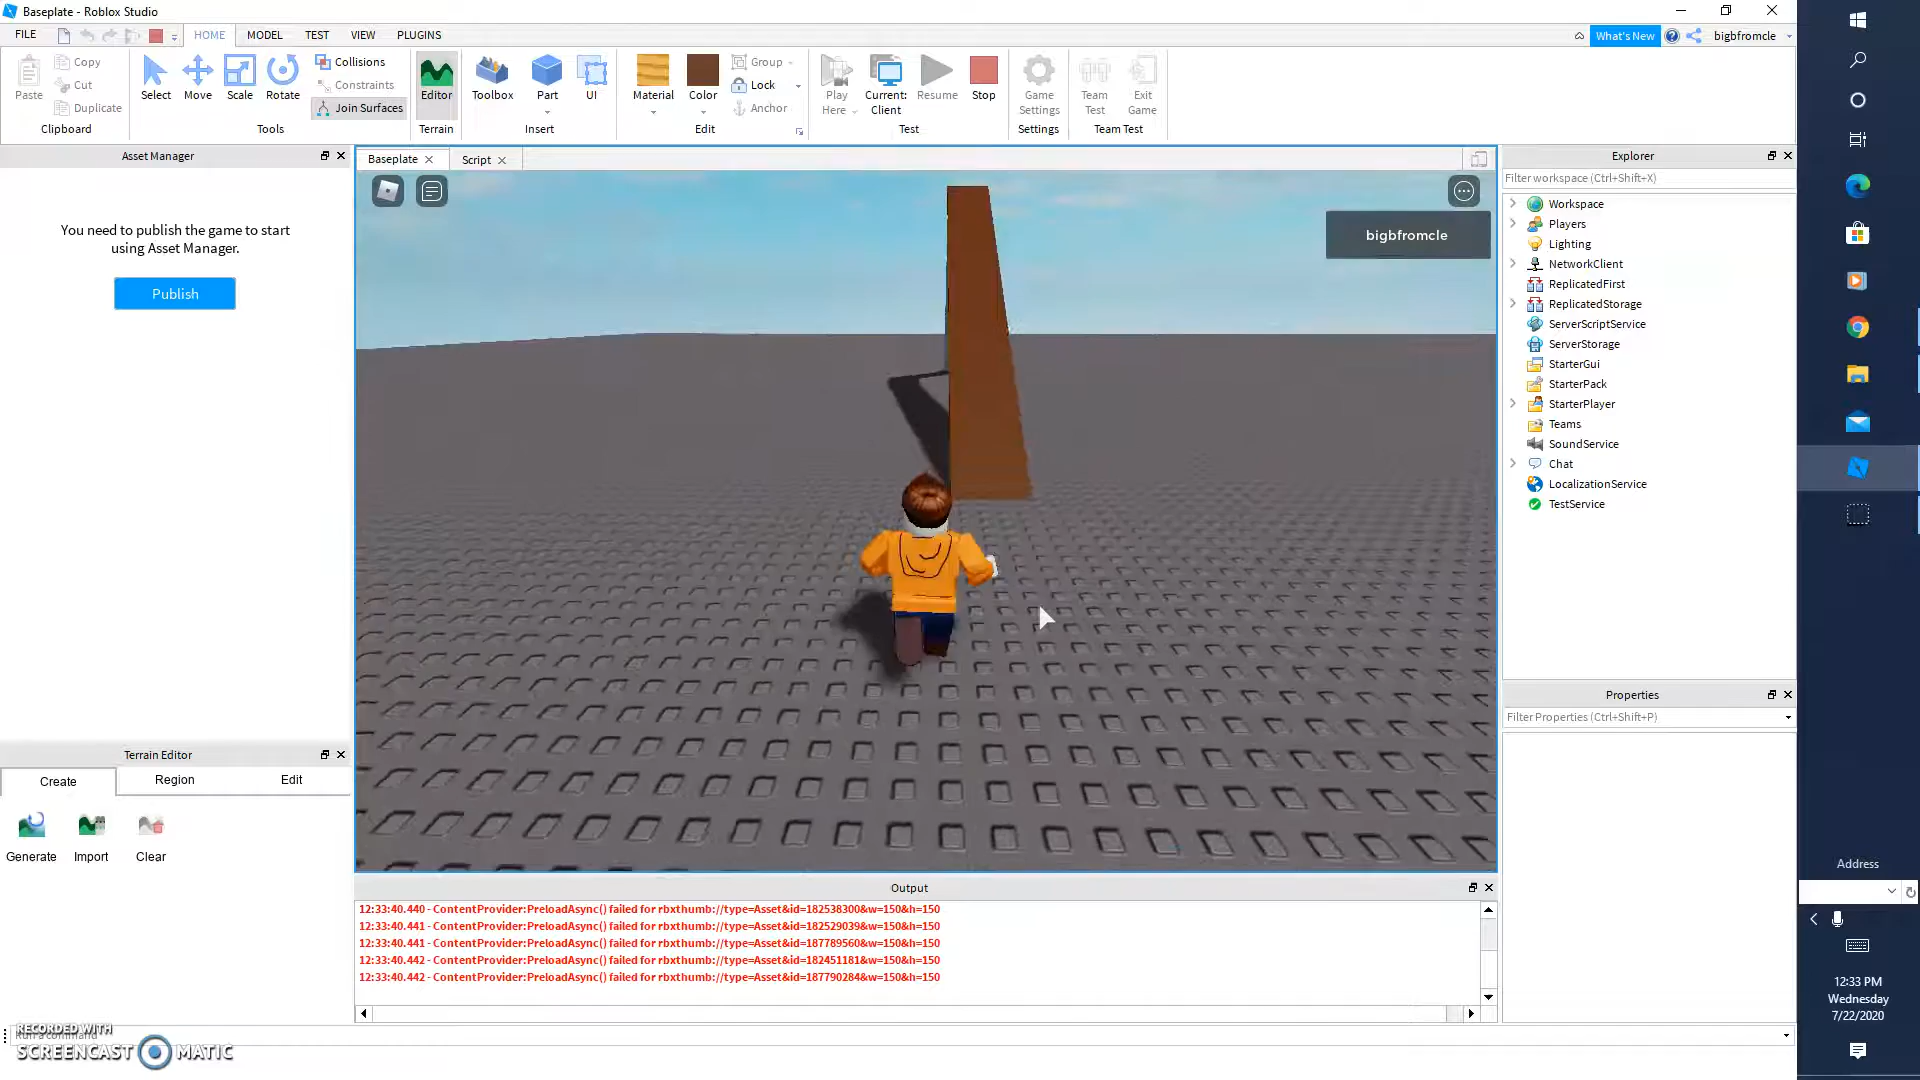 Baseplate - Roblox Studio
FILE HOME MODEL TEST VIEW PLUGINS What's New bigbfromcle
Paste Copy Cut Duplicate Clipboard
Select Move Scale Rotate Collisions Constraints Join Surfaces Tools
Editor Terrain
Toolbox Part UI Insert
Material Color Group Lock Anchor Edit
Play Here Current: Client Resume Stop Test
Game Settings Settings
Team Test Exit Game Team Test
Asset Manager
You need to publish the game to start
using Asset Manager.
Publish
Terrain Editor
Create Region Edit
Generate Import Clear
Baseplate Script
bigbfromcle
Output
12:33:40.440 - ContentProvider:PreloadAsync() failed for rbxthumb://type=Asset&id=182538300&w=150&h=150
12:33:40.441 - ContentProvider:PreloadAsync() failed for rbxthumb://type=Asset&id=182529039&w=150&h=150
12:33:40.441 - ContentProvider:PreloadAsync() failed for rbxthumb://type=Asset&id=187789560&w=150&h=150
12:33:40.442 - ContentProvider:PreloadAsync() failed for rbxthumb://type=Asset&id=182451181&w=150&h=150
12:33:40.442 - ContentProvider:PreloadAsync() failed for rbxthumb://type=Asset&id=187790284&w=150&h=150
Explorer
Filter workspace (Ctrl+Shift+X)
Workspace
Players
Lighting
NetworkClient
ReplicatedFirst
ReplicatedStorage
ServerScriptService
ServerStorage
StarterGui
StarterPack
StarterPlayer
Teams
SoundService
Chat
LocalizationService
TestService
Properties
Filter Properties (Ctrl+Shift+P)
Run a command
RECORDED WITH
SCREENCAST MATIC
Address
12:33 PM
Wednesday
7/22/2020